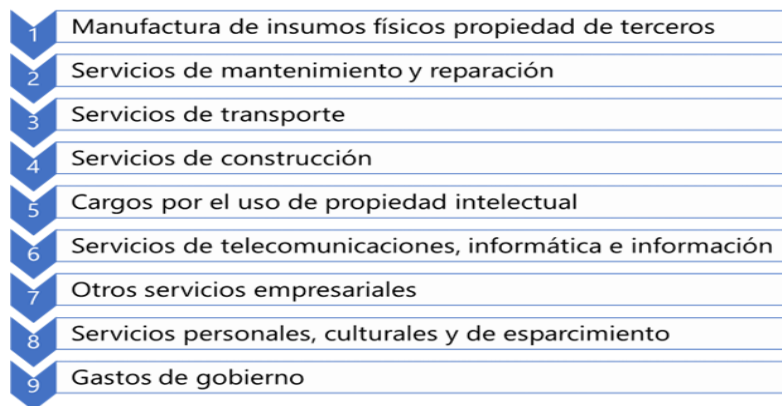 1 Manufactura de insumos físicos propiedad de terceros
2 Servicios de mantenimiento y reparación
3 Servicios de transporte
4 Servicios de construcción
5 Cargos por el uso de propiedad intelectual
6 Servicios de telecomunicaciones, informática e información
7 Otros servicios empresariales
8 Servicios personales, culturales y de esparcimiento
9 Gastos de gobierno